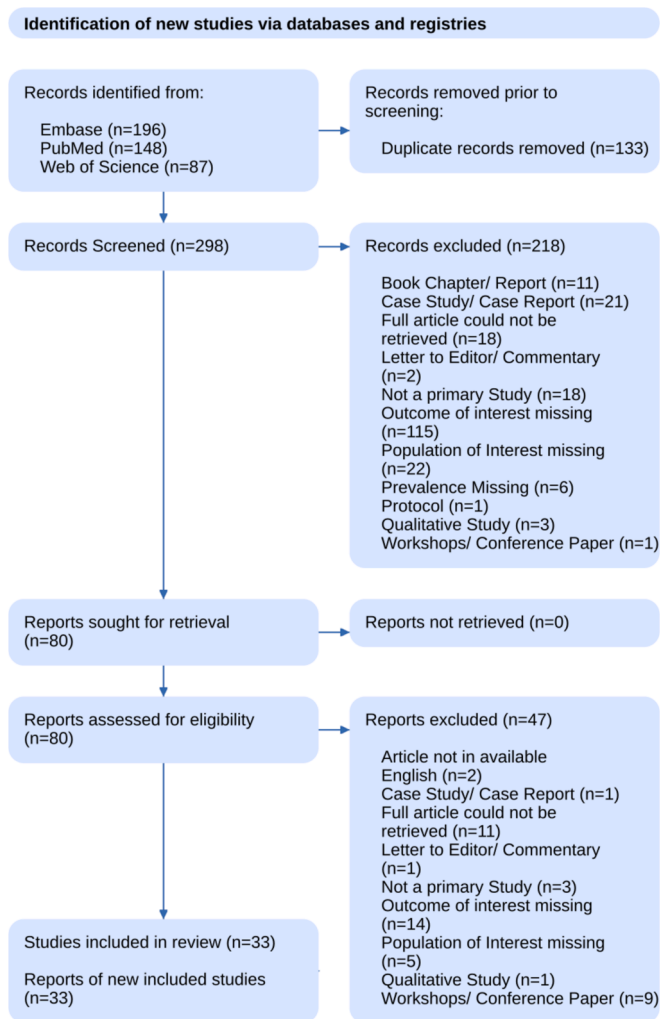 Identification of new studies via databases and registries
Records identified from:
Embase (n=196)
PubMed (n=148)
Web of Science (n=87)
Records removed prior to
screening:
Duplicate records removed (n=133)
Records Screened (n=298)
Records excluded (n=218)
Book Chapter/ Report (n=11)
Case Study/ Case Report (n=21)
Full article could not be
retrieved (n=18)
Letter to Editor/ Commentary
(n=2)
Not a primary Study (n=18)
Outcome of interest missing
(n=115)
Population of Interest missing
(n=22)
Prevalence Missing (n=6)
Protocol (n=1)
Qualitative Study (n=3)
Workshops/ Conference Paper (n=1)
Reports sought for retrieval
(n=80)
Reports not retrieved (n=0)
Reports assessed for eligibility
(n=80)
Reports excluded (n=47)
Article not in available
English (n=2)
Case Study/ Case Report (n=1)
Full article could not be
retrieved (n=11)
Letter to Editor/ Commentary
(n=1)
Not a primary Study (n=3)
Outcome of interest missing
(n=14)
Population of Interest missing
(n=5)
Qualitative Study (n=1)
Workshops/ Conference Paper (n=9)
Studies included in review (n=33)
Reports of new included studies
(n=33)